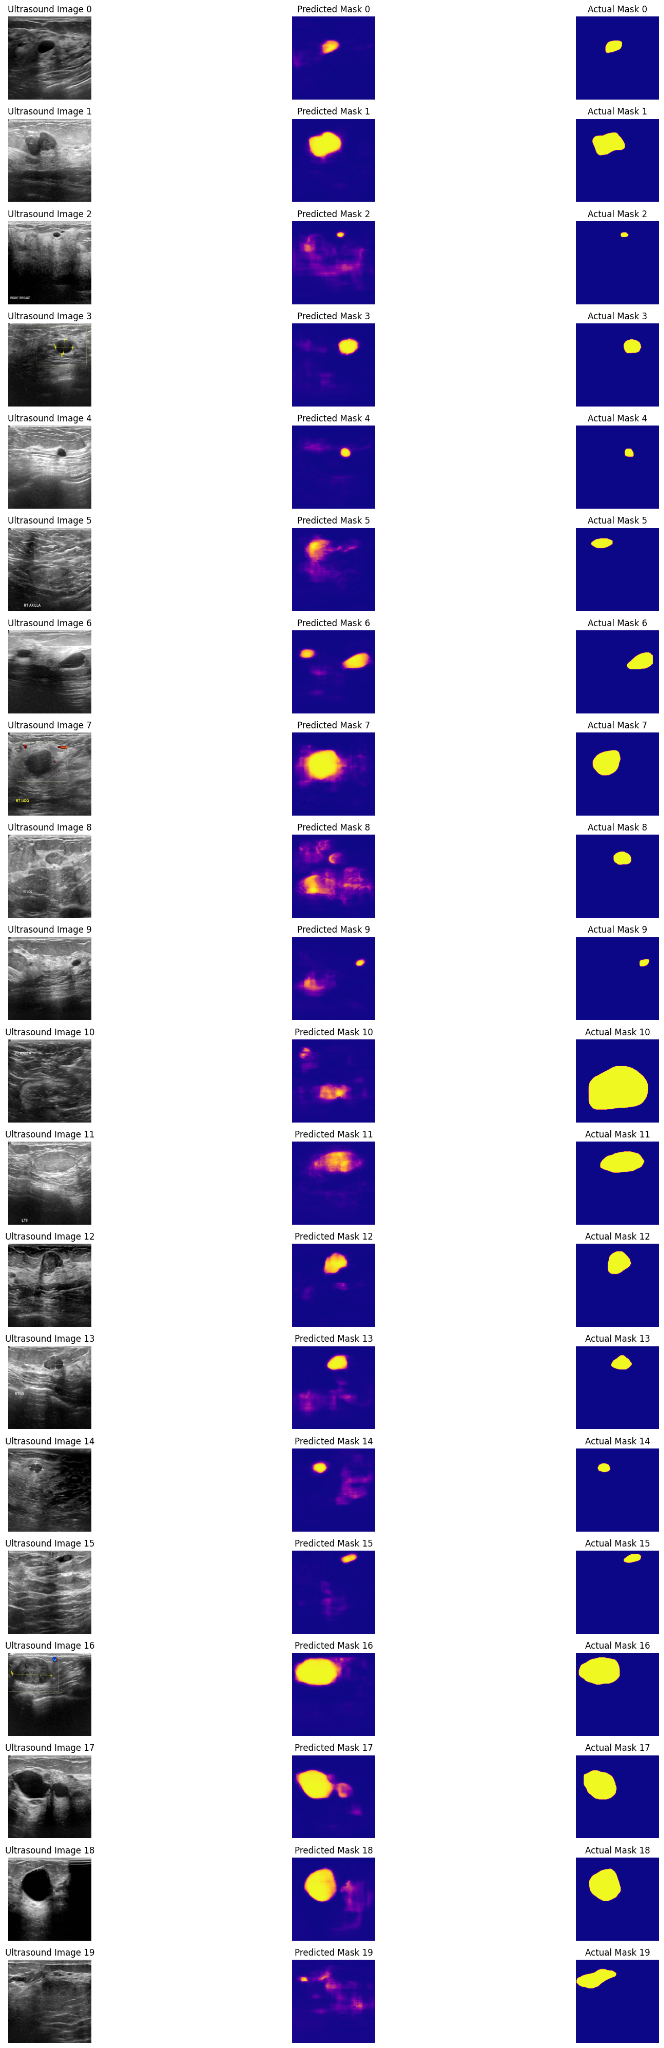 Ultrasound Image 0 Predicted Mask 0 Actual Mask 0
Ultrasound Image 1 Predicted Mask 1 Actual Mask 1
Ultrasound Image 2 Predicted Mask 2 Actual Mask 2
Ultrasound Image 3 Predicted Mask 3 Actual Mask 3
Ultrasound Image 4 Predicted Mask 4 Actual Mask 4
Ultrasound Image 5 Predicted Mask 5 Actual Mask 5
RT AXILLA
Ultrasound Image 6 Predicted Mask 6 Actual Mask 6
Ultrasound Image 7 Predicted Mask 7 Actual Mask 7
Ultrasound Image 8 Predicted Mask 8 Actual Mask 8
Ultrasound Image 9 Predicted Mask 9 Actual Mask 9
Ultrasound Image 10 Predicted Mask 10 Actual Mask 10
Ultrasound Image 11 Predicted Mask 11 Actual Mask 11
Ultrasound Image 12 Predicted Mask 12 Actual Mask 12
Ultrasound Image 13 Predicted Mask 13 Actual Mask 13
Ultrasound Image 14 Predicted Mask 14 Actual Mask 14
Ultrasound Image 15 Predicted Mask 15 Actual Mask 15
Ultrasound Image 16 Predicted Mask 16 Actual Mask 16
Ultrasound Image 17 Predicted Mask 17 Actual Mask 17
Ultrasound Image 18 Predicted Mask 18 Actual Mask 18
Ultrasound Image 19 Predicted Mask 19 Actual Mask 19